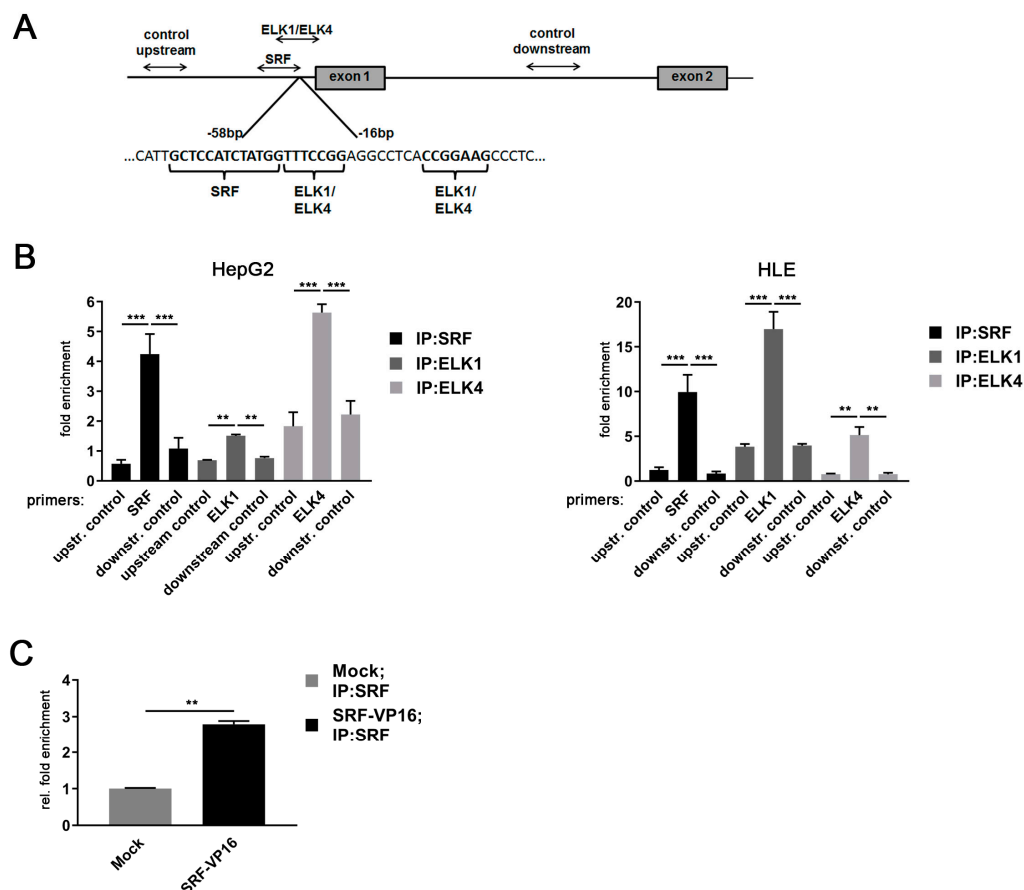 A
ELK1/ELK4
control
upstream
SRF
control
downstream
exon 1
exon 2
-58bp
-16bp
...CATTGCTCCATCTATGGTTTCCGGAGGCCTCACCGGAAGCCCTC...
SRF
ELK1/
ELK4
ELK1/
ELK4
B
HepG2
fold enrichment
6
5
4
3
2
1
0
*** ***
** **
*** ***
IP:SRF
IP:ELK1
IP:ELK4
primers:
upstr. control
SRF
downstr. control
upstream control
ELK1
downstream control
upstr. control
ELK4
downstr. control
HLE
fold enrichment
20
15
10
5
0
*** ***
*** ***
** **
IP:SRF
IP:ELK1
IP:ELK4
primers:
upstr. control
SRF
downstr. control
upstr. control
ELK1
downstr. control
upstr. control
ELK4
downstr. control
C
rel. fold enrichment
4
3
2
1
0
**
Mock;
IP:SRF
SRF-VP16;
IP:SRF
Mock
SRF-VP16